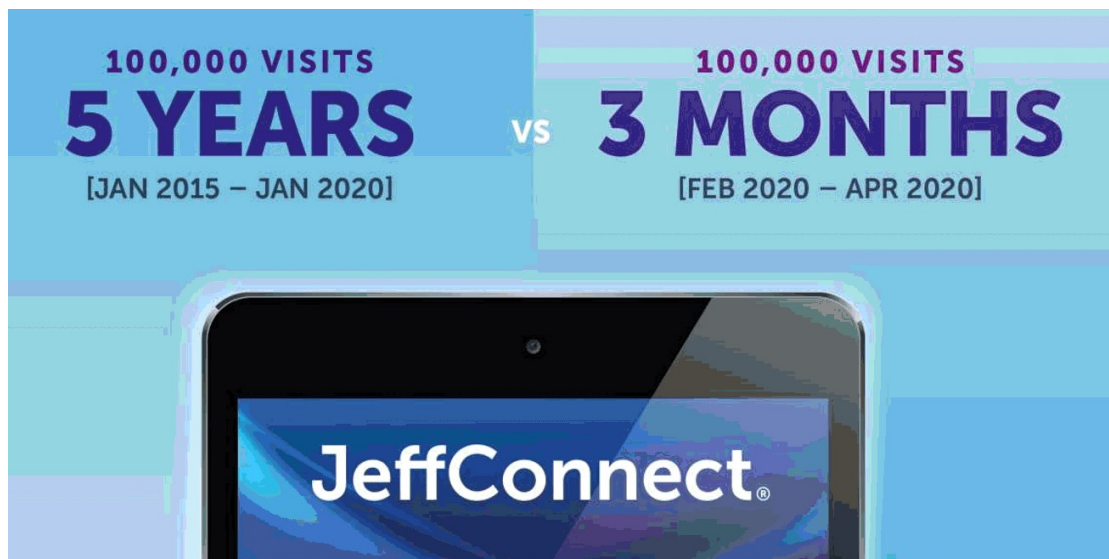 100,000 VISITS
5 YEARS
[JAN 2015 – JAN 2020]
vs
100,000 VISITS
3 MONTHS
[FEB 2020 – APR 2020]
JeffConnect®